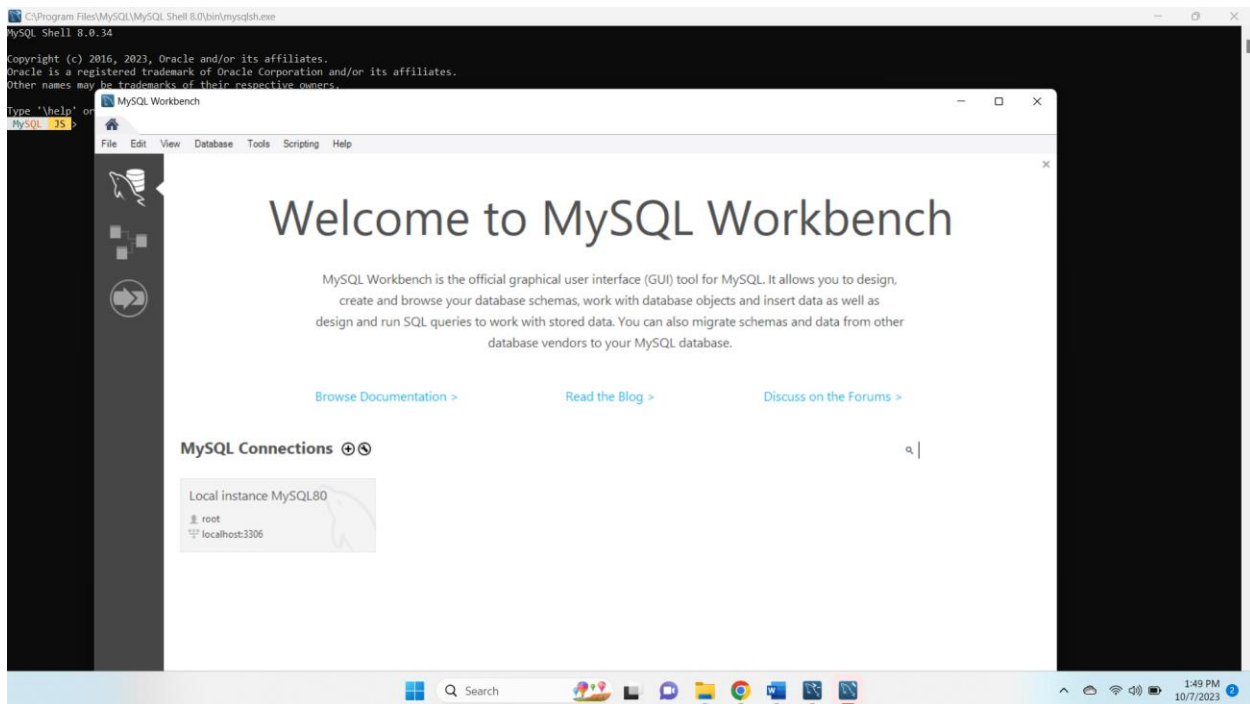 C:\Program Files\MySQL\MySQL Shell 8.0\bin\mysqlsh.exe
MySQL Shell 8.0.34
Copyright (c) 2016, 2023, Oracle and/or its affiliates.
Oracle is a registered trademark of Oracle Corporation and/or its affiliates.
Other names may be trademarks of their respective owners.
Type '\help' or
MySQL JS >
MySQL Workbench
File Edit View Database Tools Scripting Help
Welcome to MySQL Workbench
MySQL Workbench is the official graphical user interface (GUI) tool for MySQL. It allows you to design,
create and browse your database schemas, work with database objects and insert data as well as
design and run SQL queries to work with stored data. You can also migrate schemas and data from other
database vendors to your MySQL database.
Browse Documentation > Read the Blog > Discuss on the Forums >
MySQL Connections
Local instance MySQL80
root
localhost:3306
Search
1:49 PM
10/7/2023
2